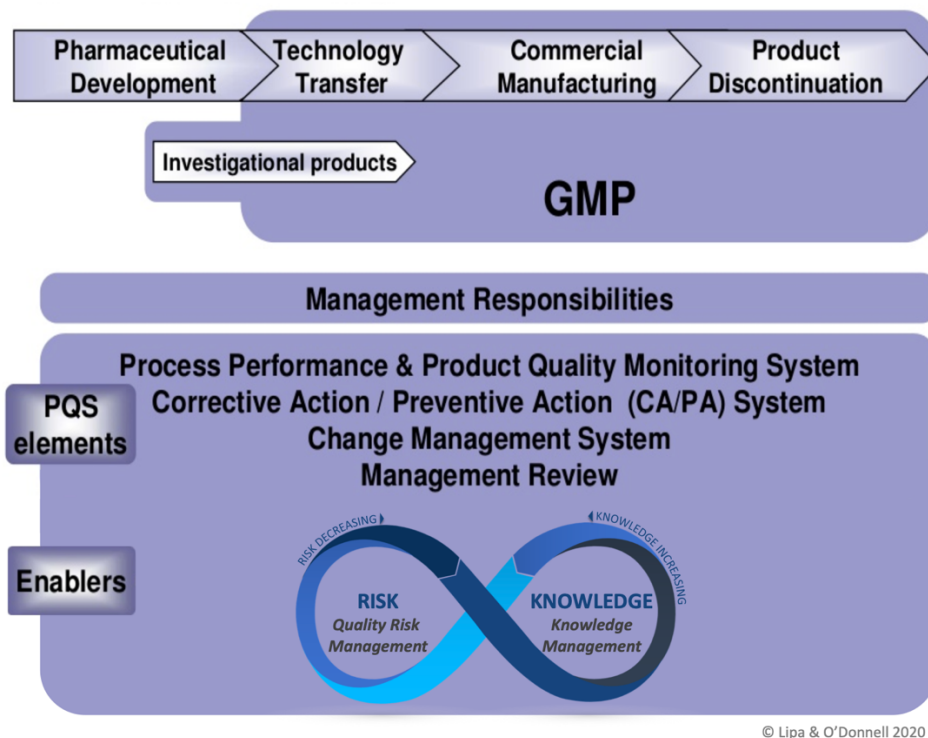 Pharmaceutical
Development
Technology
Transfer
Commercial
Manufacturing
Product
Discontinuation
Investigational products
GMP
Management Responsibilities
Process Performance & Product Quality Monitoring System
Corrective Action / Preventive Action (CA/PA) System
Change Management System
Management Review
PQS
elements
Enablers
RISK DECREASING
KNOWLEDGE INCREASING
RISK
Quality Risk
Management
KNOWLEDGE
Knowledge
Management
© Lipa & O'Donnell 2020